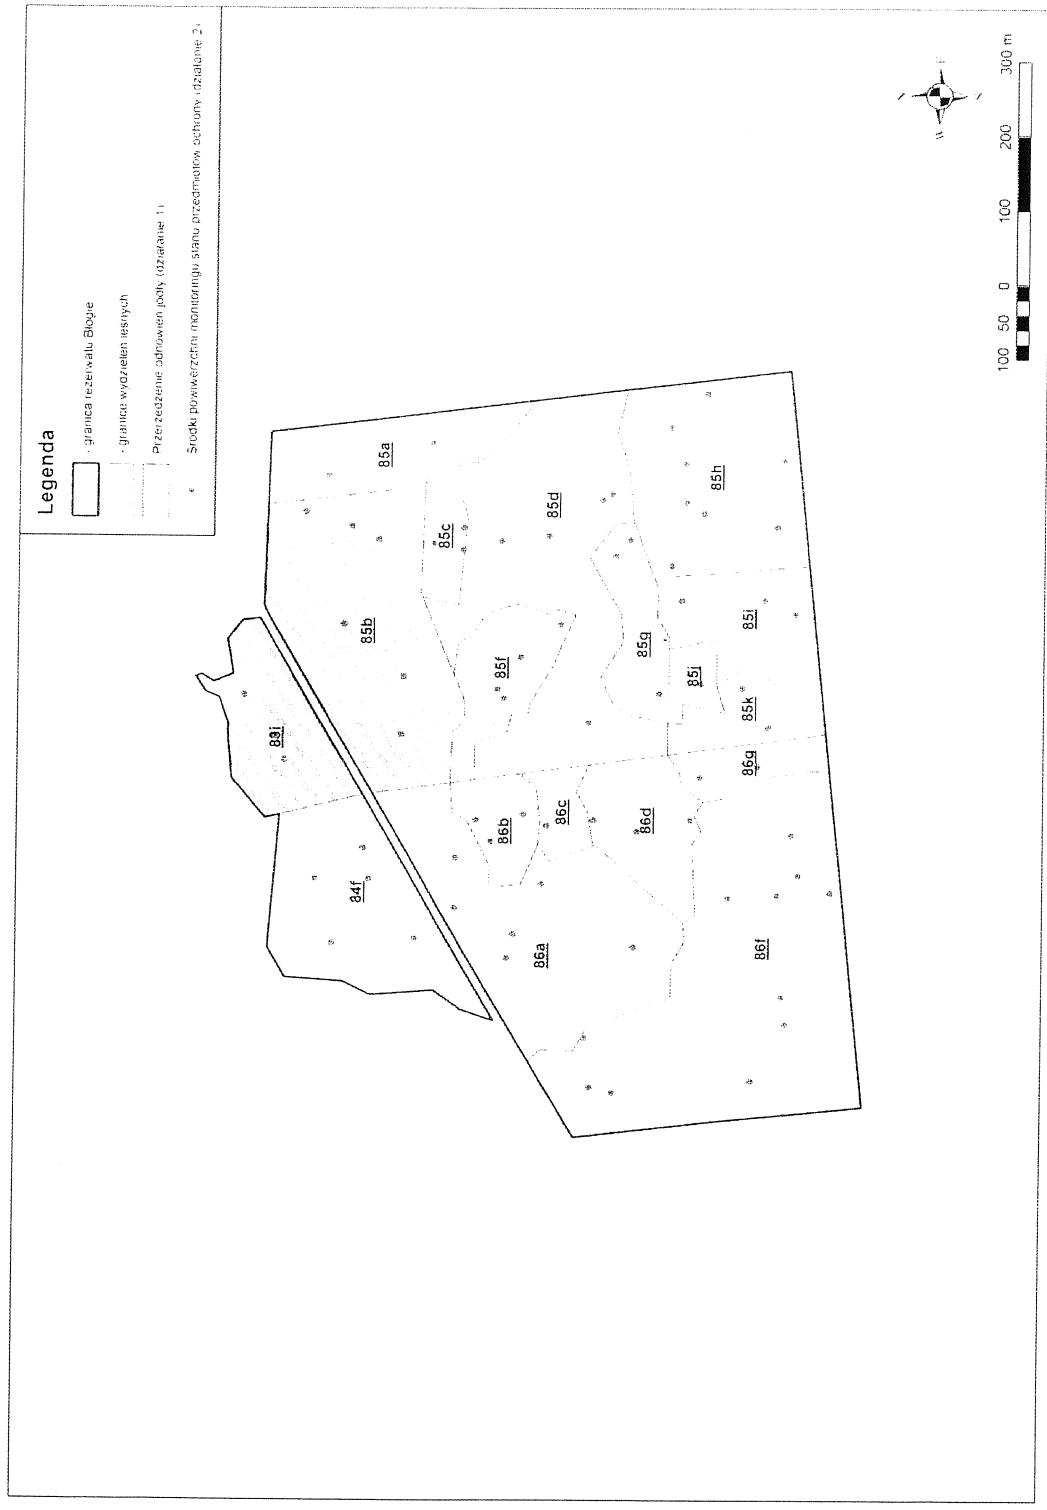 Legenda
- granica rezerwatu Błogie
- granice wydzieleń leśnych
Przerzedzenie odnowień jodły (działanie 1)
Środki powierzchni monitoringu stanu przedmiotów ochrony (działanie 2)
84f
85b
85a
85c
85d
85f
85g
85h
85i
85j
85k
86a
86b
86c
86d
86f
86g
100 50 0 100 200 300 m